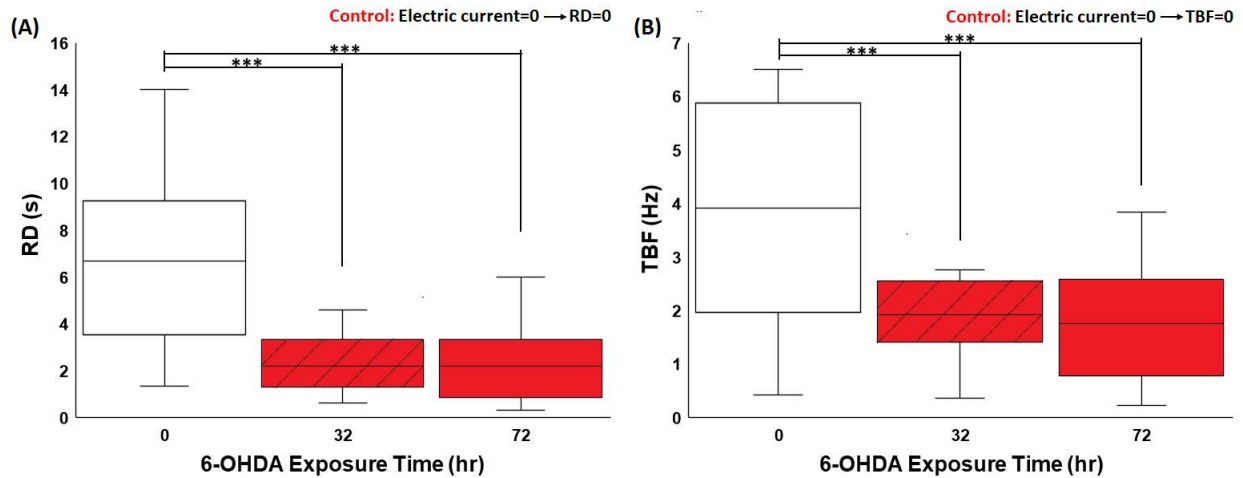 Control: Electric current=0 →RD=0
(A)
16
14
12
10
8
6
4
2
0
RD (s)
***
***
0 32 72
6-OHDA Exposure Time (hr)
Control: Electric current=0 →TBF=0
(B)
7
6
5
4
3
2
1
0
TBF (Hz)
***
***
0 32 72
6-OHDA Exposure Time (hr)